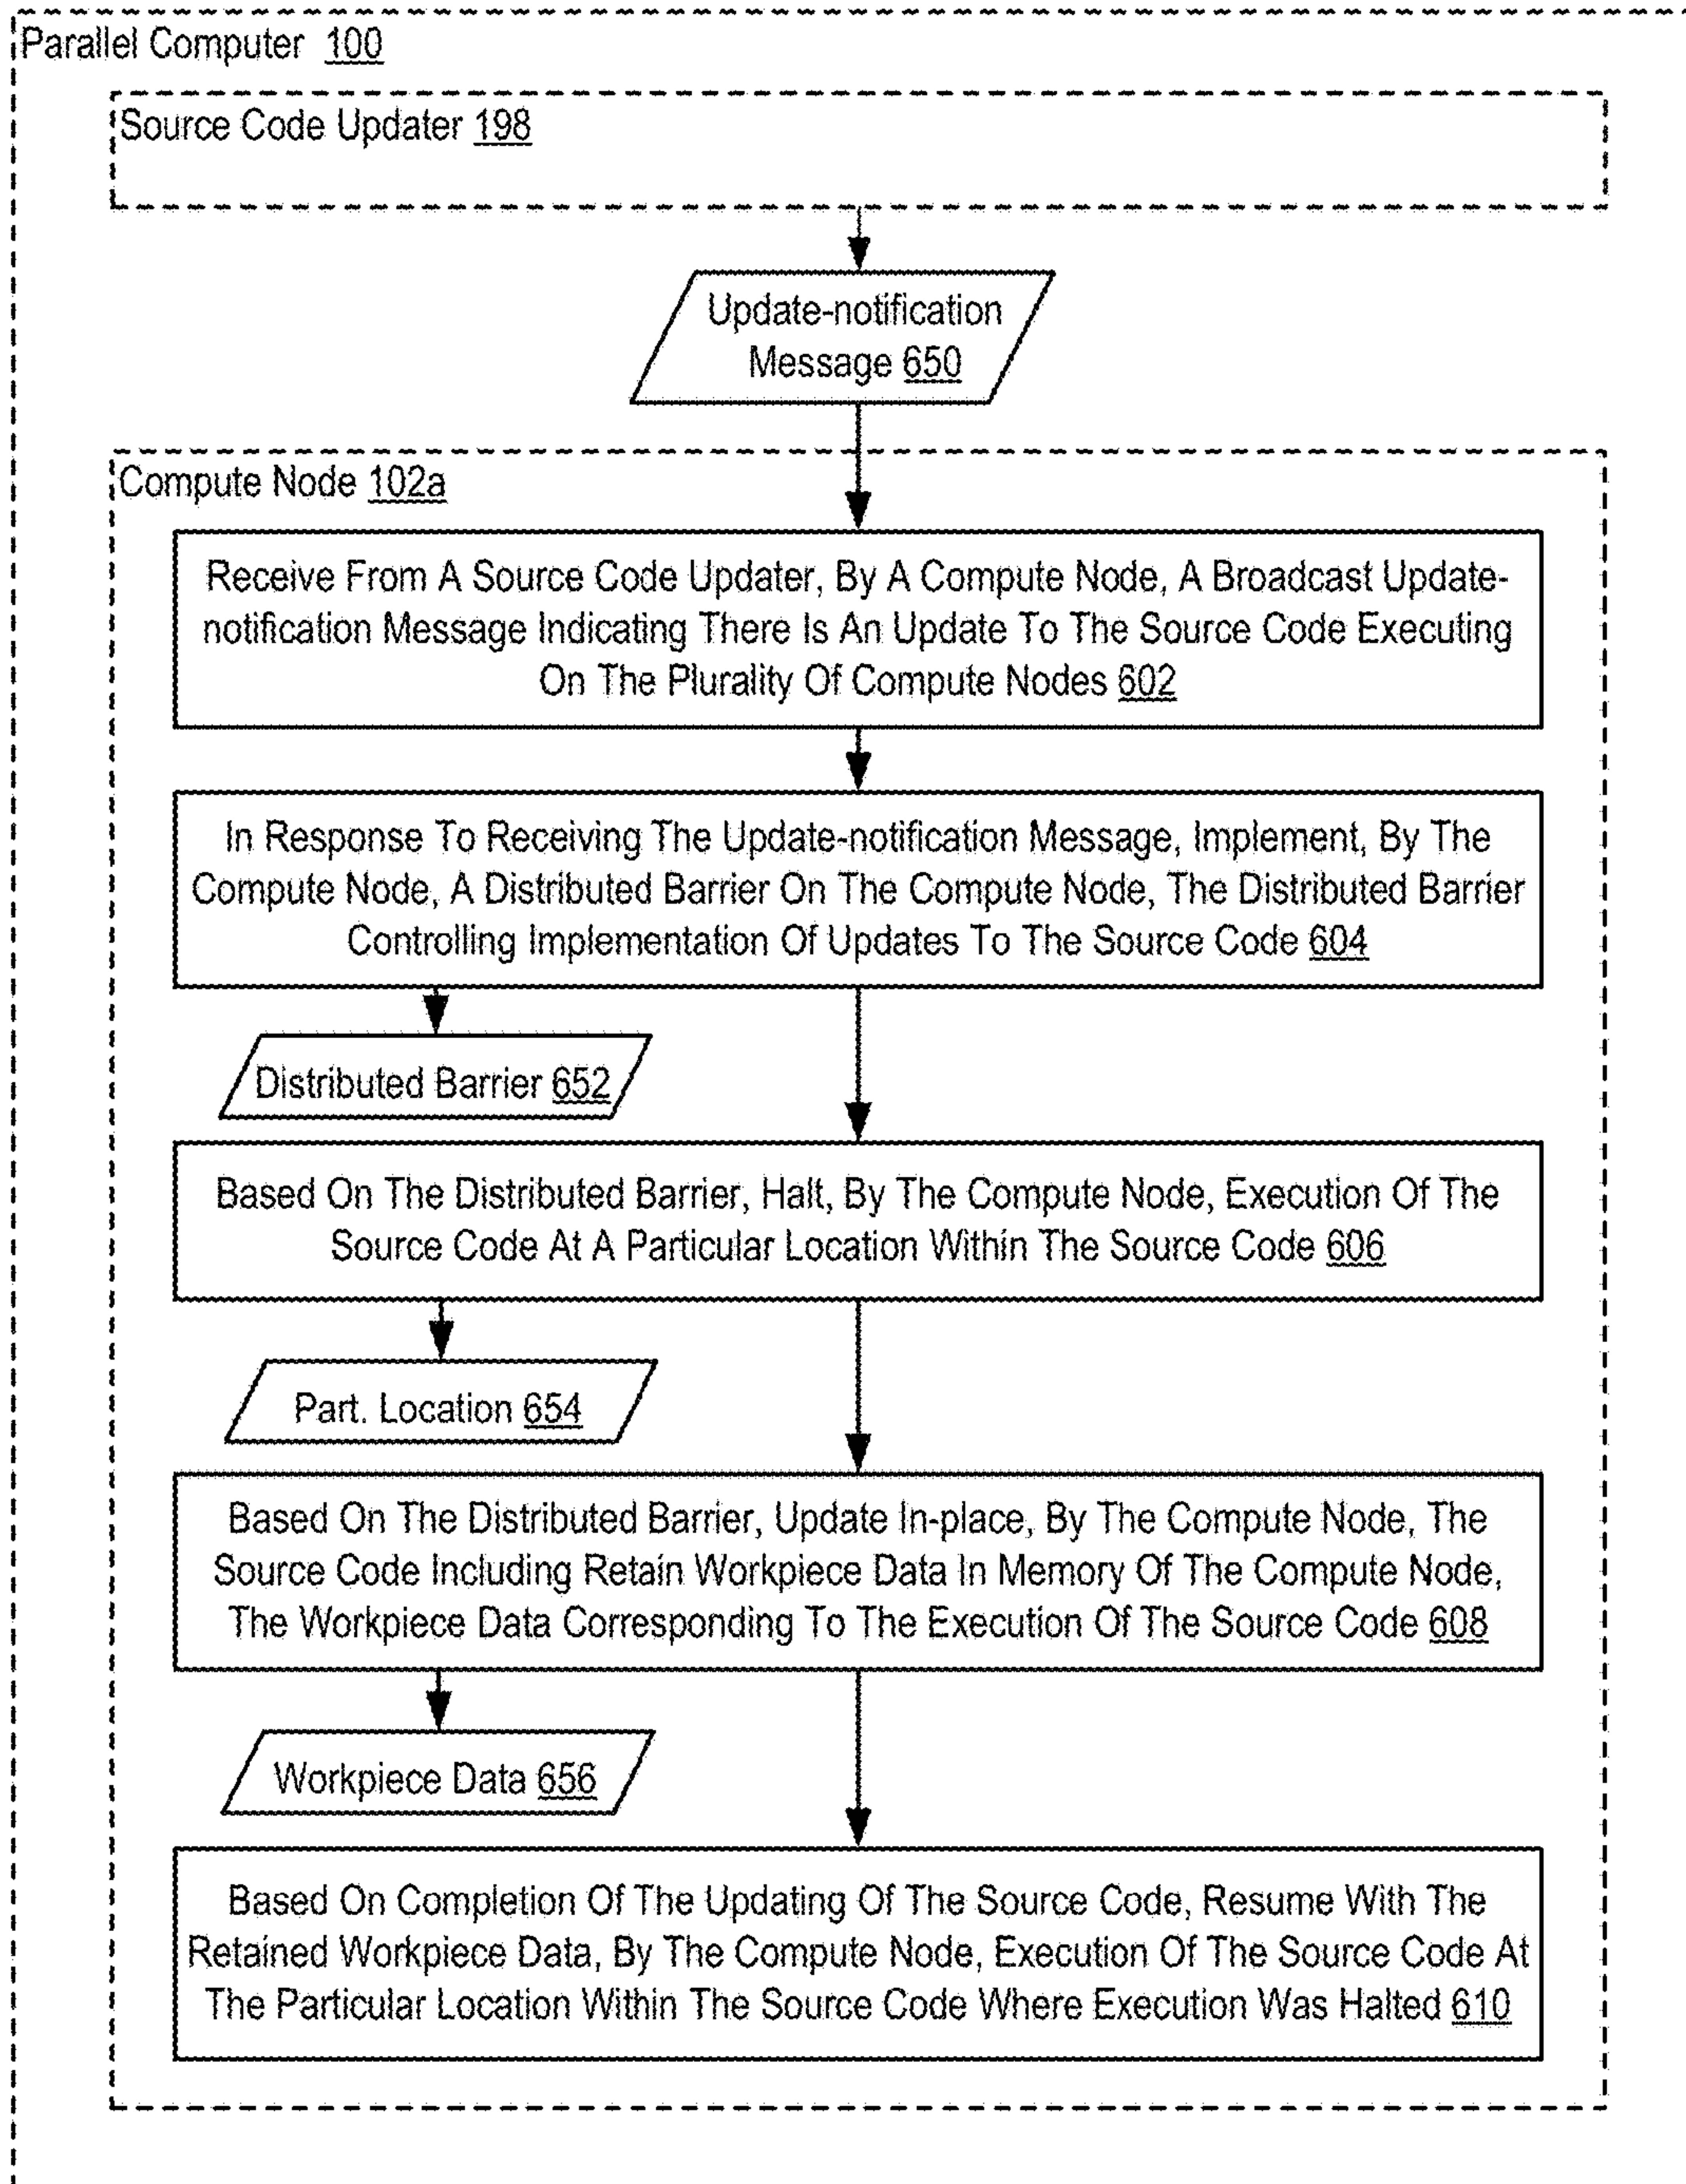 Parallel Computer 100
Source Code Updater 198
Update-notification
Message 650
Compute Node 102a
Receive From A Source Code Updater, By A Compute Node, A Broadcast Update-
notification Message Indicating There Is An Update To The Source Code Executing
On The Plurality Of Compute Nodes 602
In Response To Receiving The Update-notification Message, Implement, By The
Compute Node, A Distributed Barrier On The Compute Node, The Distributed Barrier
Controlling Implementation Of Updates To The Source Code 604
Distributed Barrier 652
Based On The Distributed Barrier, Halt, By The Compute Node, Execution Of The
Source Code At A Particular Location Within The Source Code 606
Part. Location 654
Based On The Distributed Barrier, Update In-place, By The Compute Node, The
Source Code Including Retain Workpiece Data In Memory Of The Compute Node,
The Workpiece Data Corresponding To The Execution Of The Source Code 608
Workpiece Data 656
Based On Completion Of The Updating Of The Source Code, Resume With The
Retained Workpiece Data, By The Compute Node, Execution Of The Source Code At
The Particular Location Within The Source Code Where Execution Was Halted 610